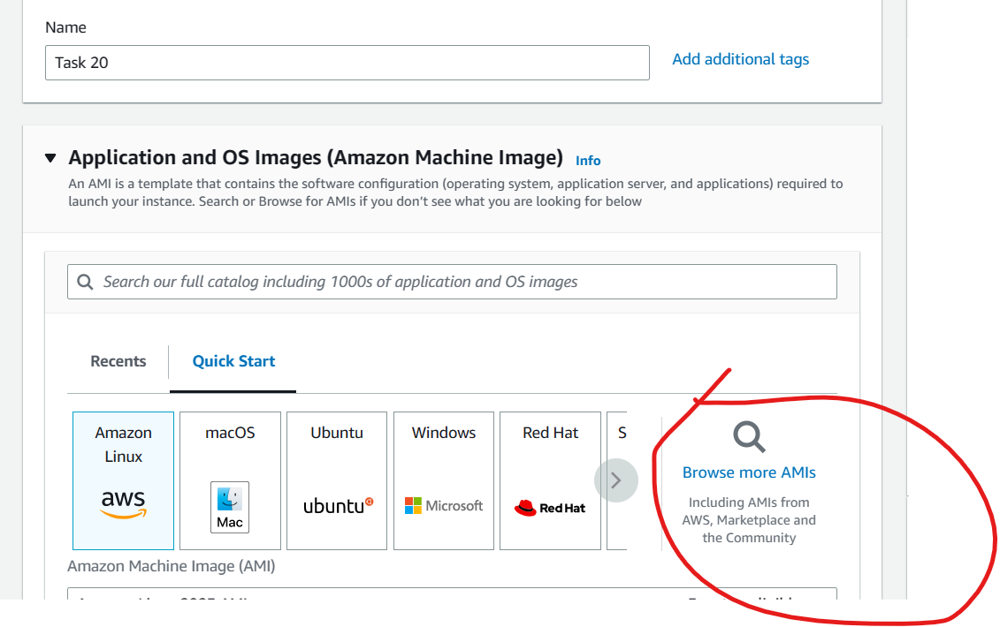 Name
Task 20
Add additional tags
Application and OS Images (Amazon Machine Image) Info
An AMI is a template that contains the software configuration (operating system, application server, and applications) required to
launch your instance. Search or Browse for AMIs if you don't see what you are looking for below
Search our full catalog including 1000s of application and OS images
Recents
Quick Start
Amazon
Linux
aws
macOS
Mac
Ubuntu
ubuntu
Windows
Microsoft
Red Hat
Red Hat
S
Browse more AMIs
Including AMIs from
AWS, Marketplace and
the Community
Amazon Machine Image (AMI)